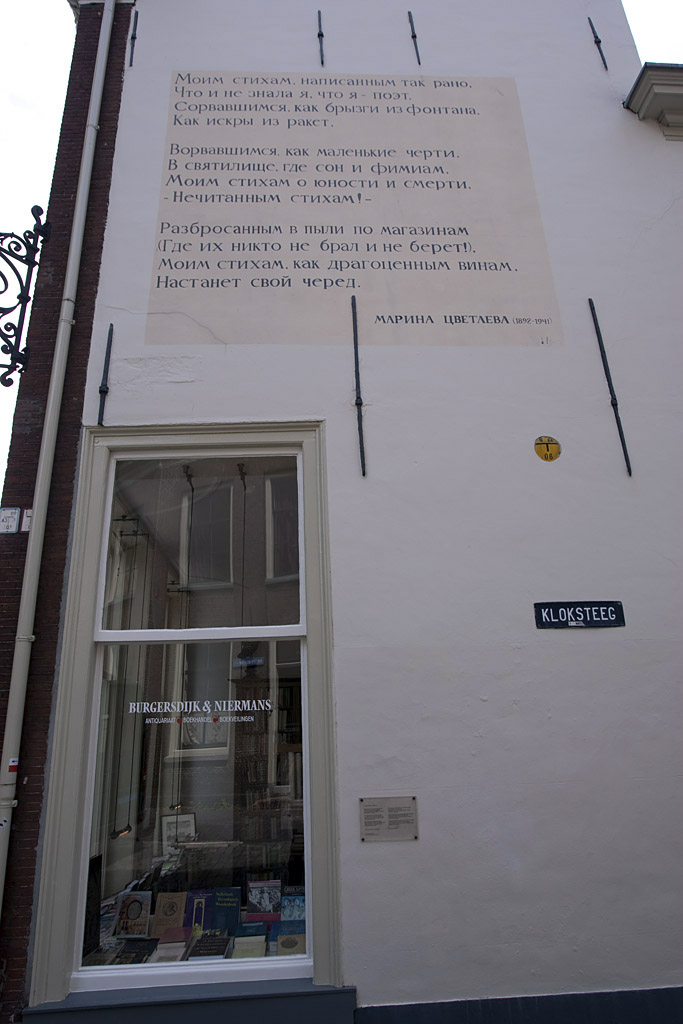 Моим стихам, написанным так рано,
Что и не знала я, что я - поэт,
Сорвавшимся, как брызги из фонтана,
Как искры из ракет,
Ворвавшимся, как маленькие черти,
В святилище, где сон и фимиам,
Моим стихам о юности и смерти,
- Нечитанным стихам! -
Разбросанным в пыли по магазинам
(Где их никто не брал и не берет!),
Моим стихам, как драгоценным винам,
Настанет свой черед.
МАРИНА ЦВЕТАЕВА (1892-1941)
KLOKSTEEG
BURGERSDIJK & NIERMANS
ANTIQUARIAAT BOEKHANDEL BOEKVEILINGEN